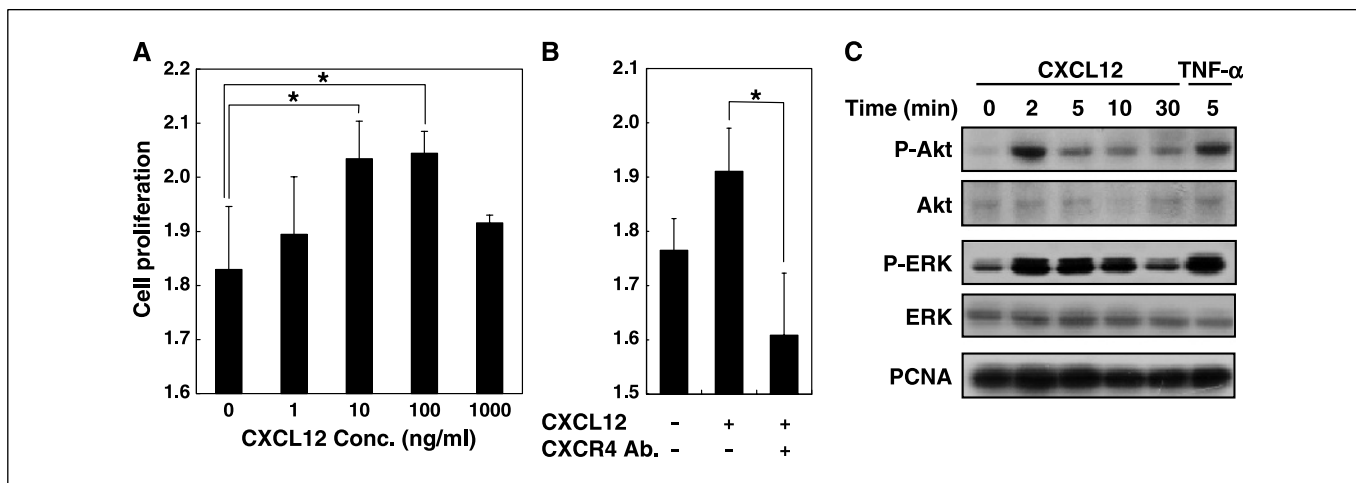 A
2.2
2.1
2.0
1.9
1.8
1.7
1.6
Cell proliferation
* *
0 1 10 100 1000
CXCL12 Conc. (ng/ml)
B
2.1
2.0
1.9
1.8
1.7
1.6
1.5
*
CXCL12 - + +
CXCR4 Ab. - - +
C
CXCL12 TNF-α
Time (min) 0 2 5 10 30 5
P-Akt
Akt
P-ERK
ERK
PCNA